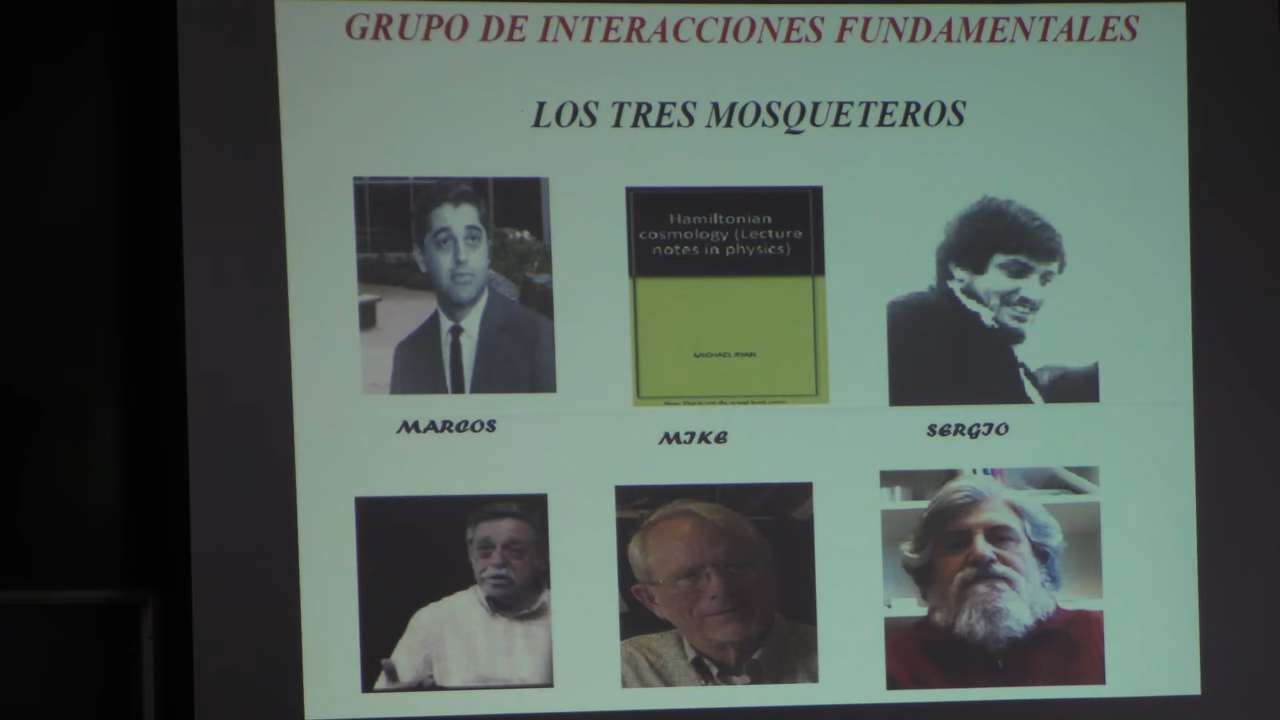 GRUPO DE INTERACCIONES FUNDAMENTALES
LOS TRES MOSQUETEROS
Hamiltonian
cosmology (Lecture
notes in physics)
MICHAEL RYAN
MARCOS
MIKE
SERGIO